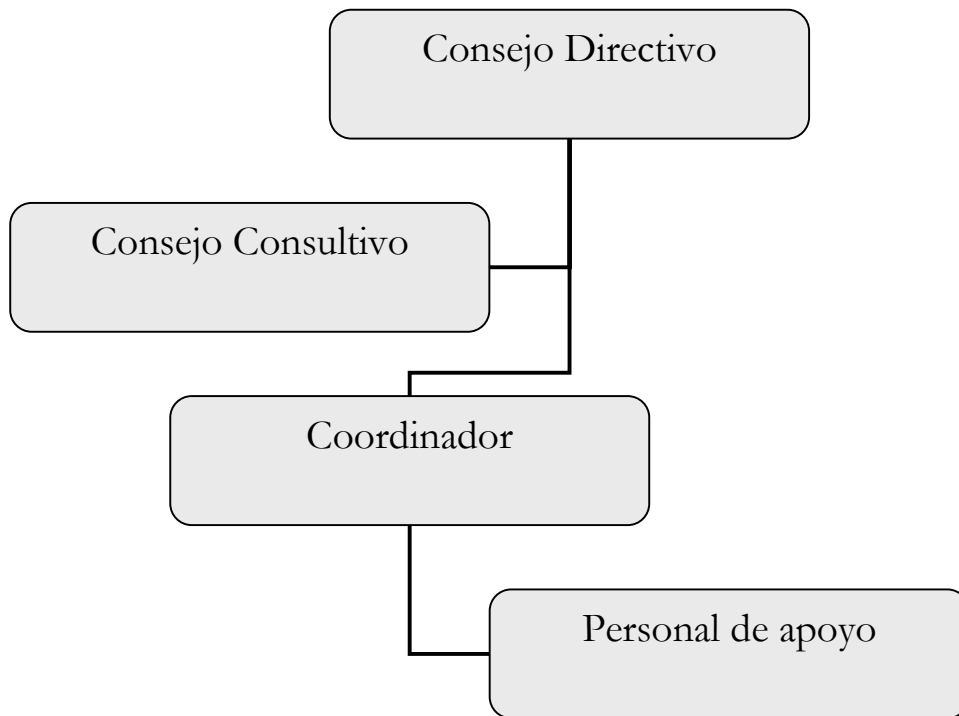 Consejo Directivo
Consejo Consultivo
Coordinador
Personal de apoyo